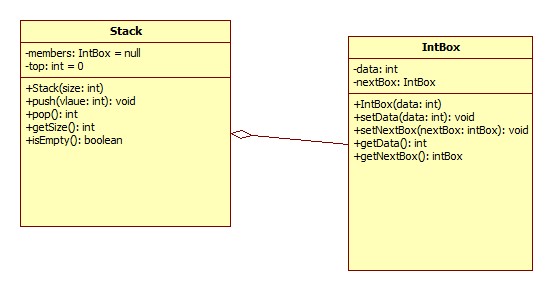 Stack
-members: IntBox = null
-top: int = 0
+Stack(size: int)
+push(vlaue: int): void
+pop(): int
+getSize(): int
+isEmpty(): boolean
IntBox
-data: int
-nextBox: IntBox
+IntBox(data: int)
+setData(data: int): void
+setNextBox(nextBox: intBox): void
+getData(): int
+getNextBox(): intBox